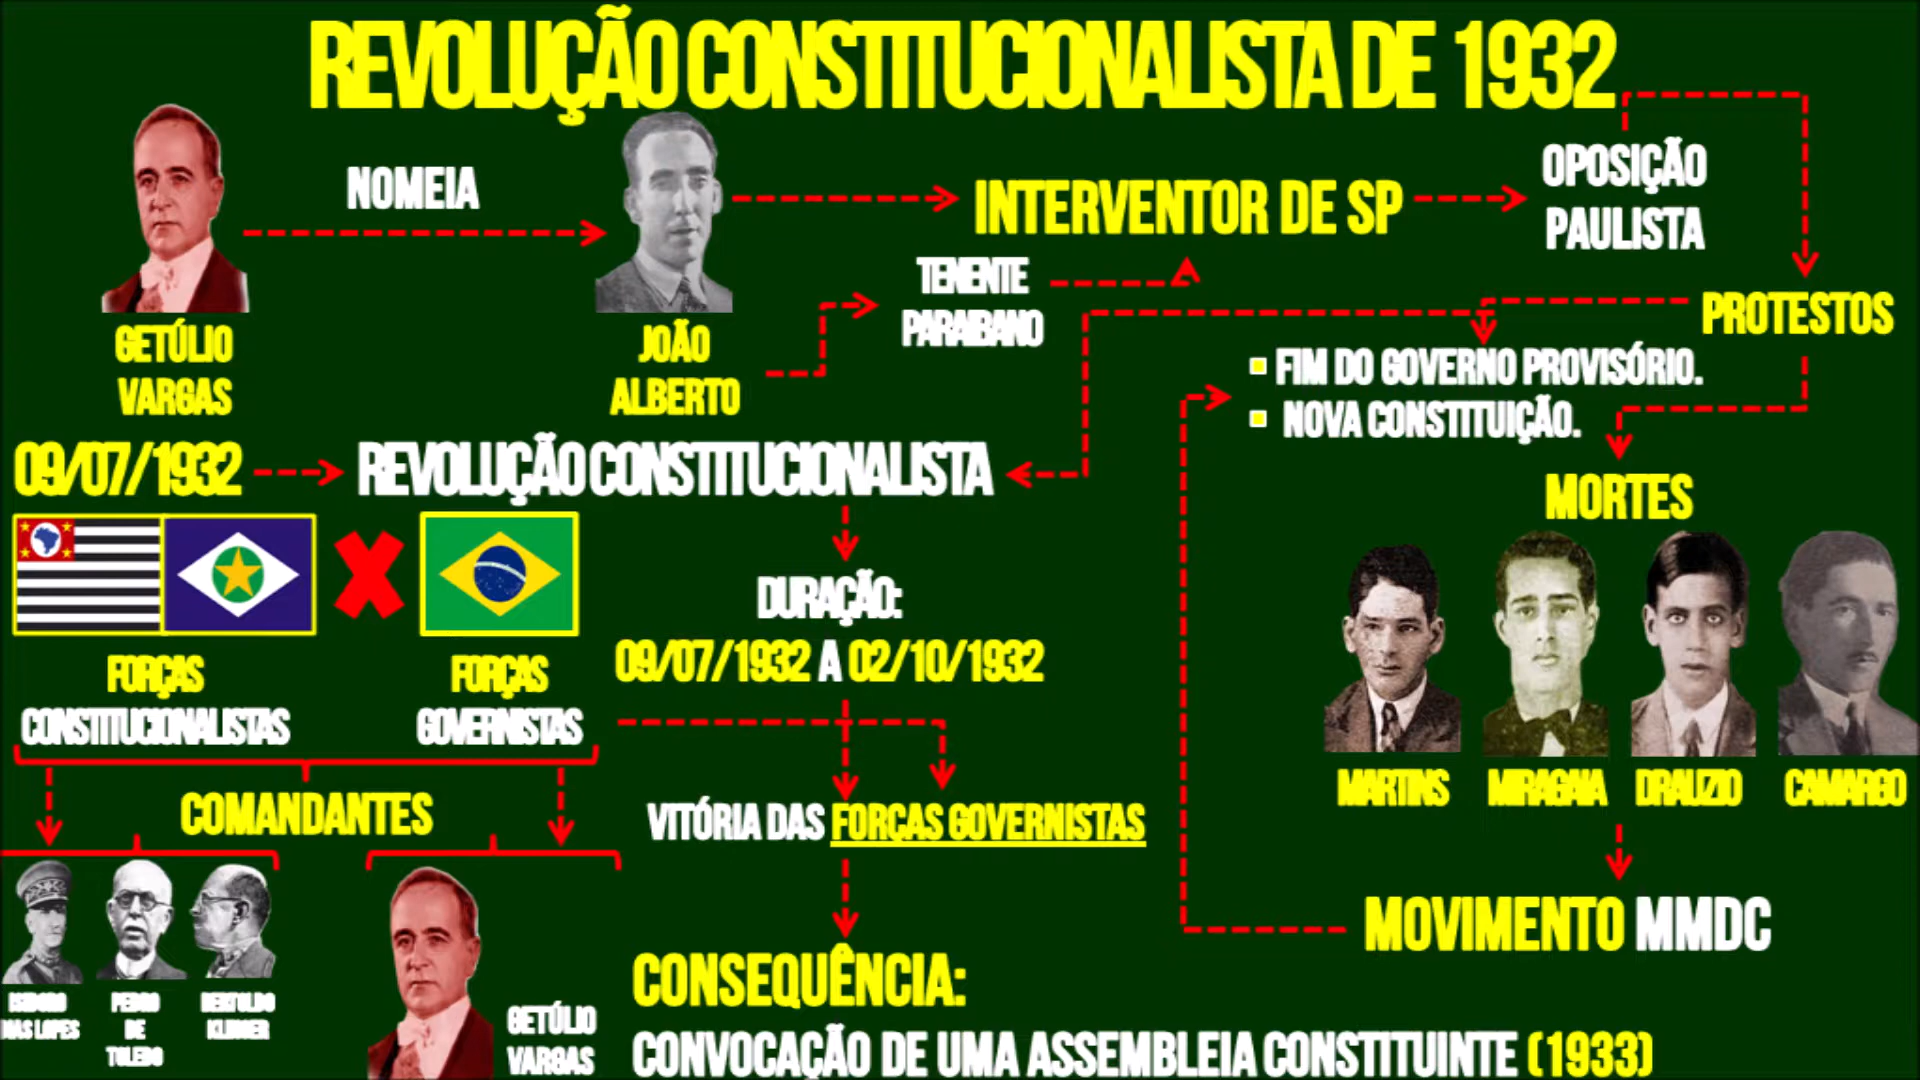 REVOLUÇÃO CONSTITUCIONALISTA DE 1932
NOMEIA
INTERVENTOR DE SP
OPOSIÇÃO
PAULISTA
TENENTE
PARAIBANO
PROTESTOS
GETÚLIO
VARGAS
JOÃO
ALBERTO
FIM DO GOVERNO PROVISÓRIO.
NOVA CONSTITUIÇÃO.
09/07/1932
REVOLUÇÃO CONSTITUCIONALISTA
MORTES
DURAÇÃO:
09/07/1932 A 02/10/1932
FORÇAS
CONSTITUCIONALISTAS
FORÇAS
GOVERNISTAS
MARTINS
MIRAGAIA
DRAUZIO
CAMARGO
COMANDANTES
VITÓRIA DAS FORÇAS GOVERNISTAS
MOVIMENTO MMDC
ISIDORO
DIAS LOPES
PEDRO
DE
TOLEDO
BERTOLDO
KLINGER
GETÚLIO
VARGAS
CONSEQUÊNCIA:
CONVOCAÇÃO DE UMA ASSEMBLEIA CONSTITUINTE (1933)